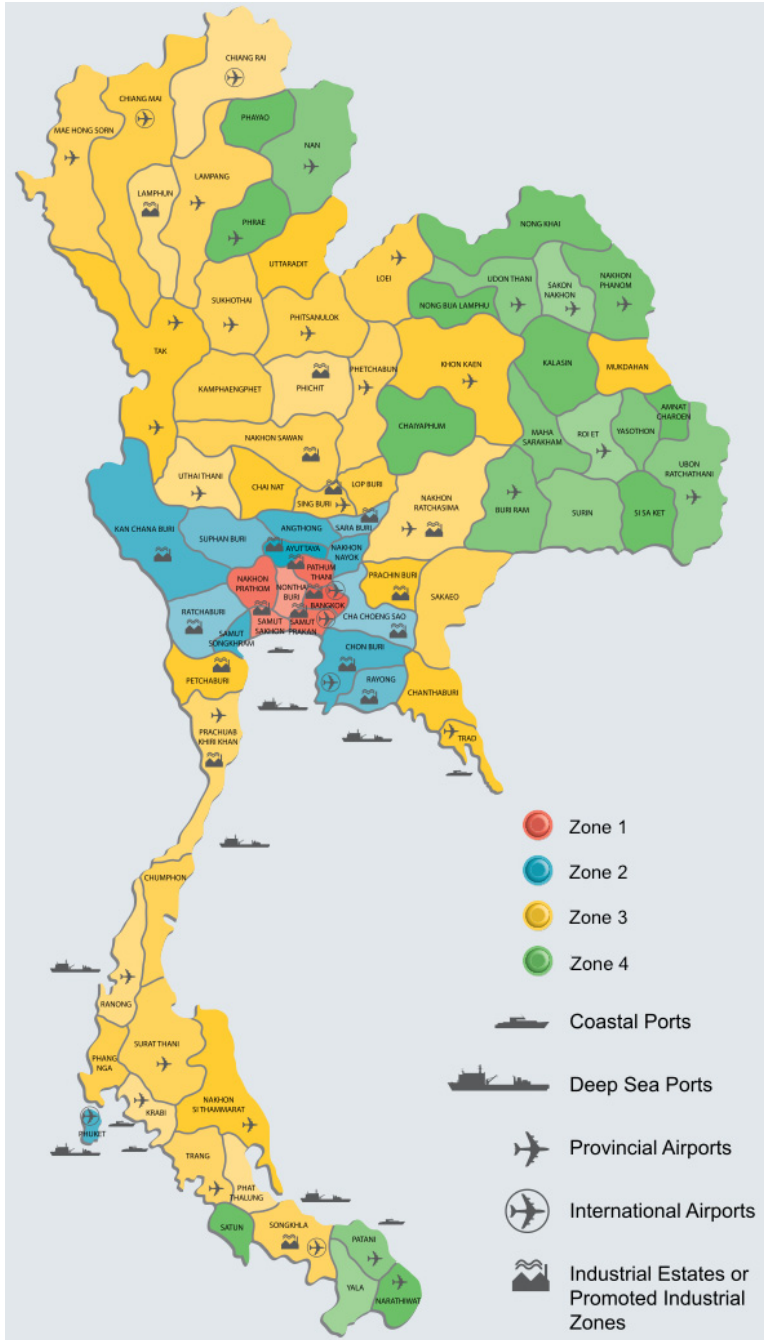 CHIANG RAI
CHIANG MAI
PHAYAO
MAE HONG SORN
NAN
LAMPANG
LAMPHUN
PHRAE
NONG KHAI
UTTARADIT
LOEI
UDON THANI
SAKON
NAKHON
NAKHON
PHANOM
SUKHOTHAI
NONG BUA LAMPHU
PHITSANULOK
TAK
PHETCHABUN
KHON KAEN
KALASIN
MUKDAHAN
KAMPHAENGPHET
PHICHIT
AMNAT
CHAROEN
CHAIYAPHUM
MAHA
SARAKHAM
ROI ET
YASOTHON
NAKHON SAWAN
UBON
RATCHATHANI
UTHAI THANI
CHAI NAT
LOP BURI
SING BURI
NAKHON
RATCHASIMA
BURI RAM
SURIN
SI SA KET
KAN CHANA BURI
SUPHAN BURI
ANGTHONG
SARA BURI
AYUTTAYA
NAKHON
NAYOK
PATHUM
THANI
PRACHIN BURI
SAKAEO
NAKHON
PRATHOM
NONTHA
BURI
BANGKOK
RATCHABURI
SAMUT
SAKHON
SAMUT
PRAKAN
CHA CHOENG SAO
SAMUT
SONGKHRAM
CHON BURI
PETCHABURI
RAYONG
CHANTHABURI
PRACHUAB
KHIRI KHAN
TRAD
Zone 1
Zone 2
Zone 3
Zone 4
CHUMPHON
RANONG
SURAT THANI
PHANG
NGA
KRABI
NAKHON
SI THAMMARAT
PHUKET
TRANG
PHAT
THALUNG
SATUN
SONGKHLA
PATANI
YALA
NARATHIWAT
Coastal Ports
Deep Sea Ports
Provincial Airports
International Airports
Industrial Estates or
Promoted Industrial
Zones